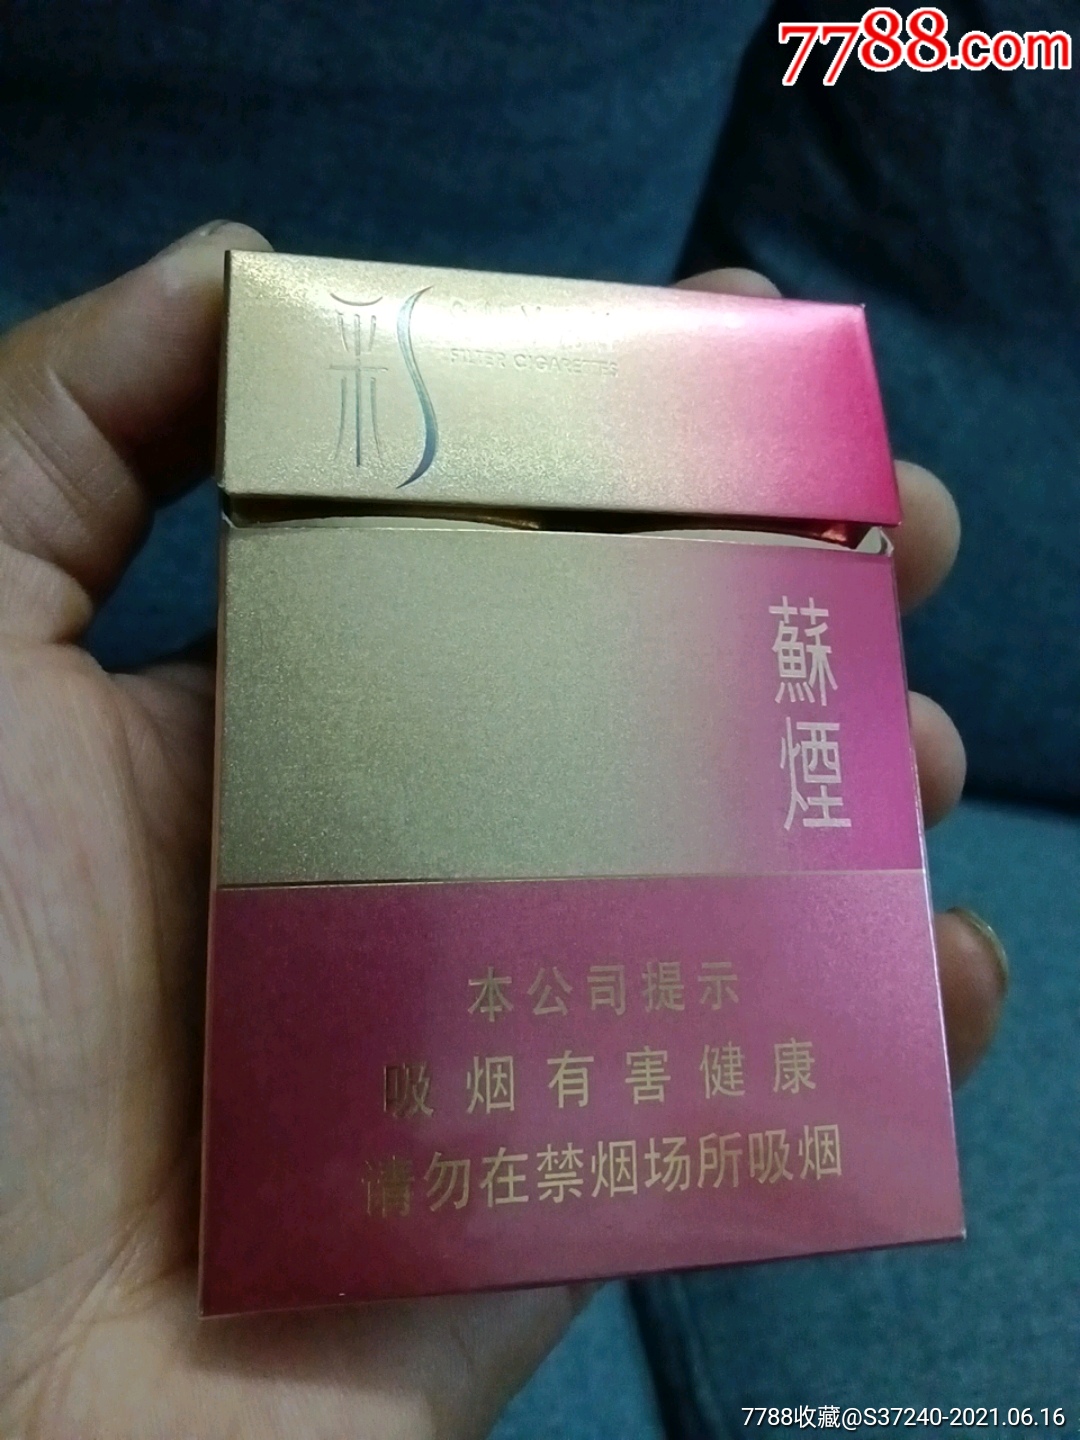 7788.com
彩
FILTER CIGARETTES
蘇煙
本公司提示
吸烟有害健康
请勿在禁烟场所吸烟
7788收藏@S37240-2021.06.16